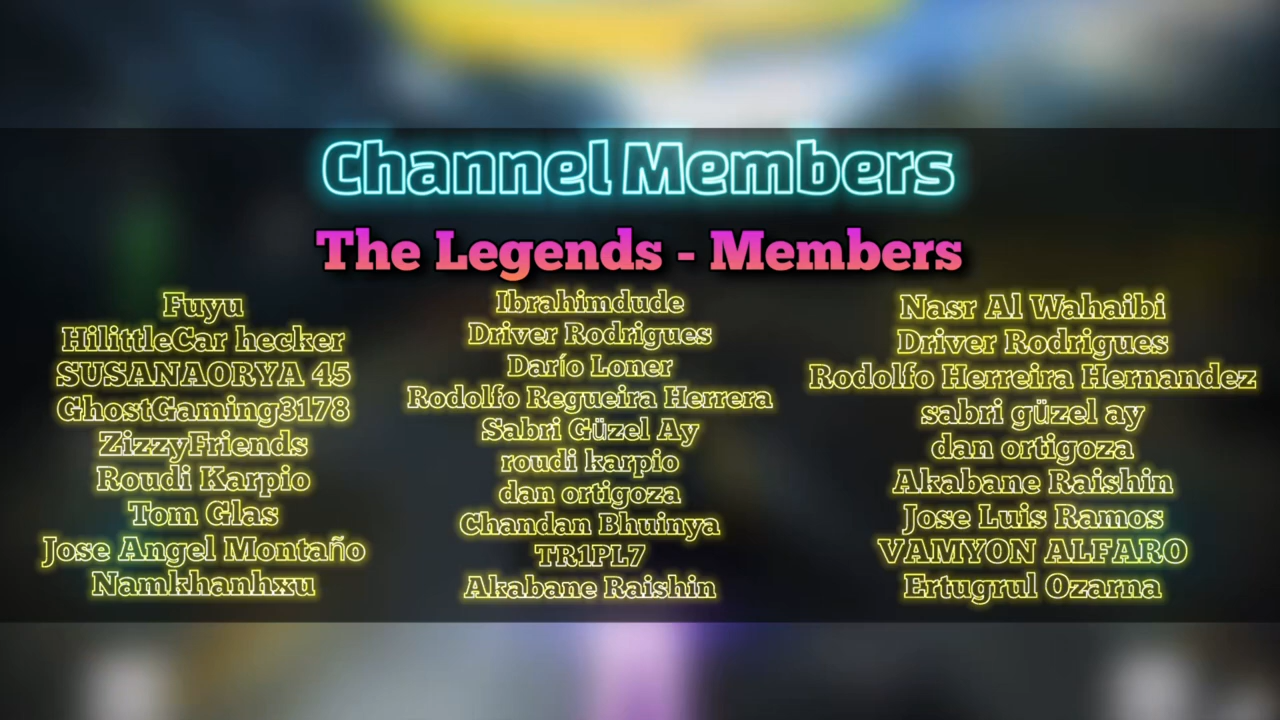 Channel Members
The Legends - Members
Fuyu
HilittleCar hecker
SUSANAORYA 45
GhostGaming3178
ZizzyFriends
Roudi Karpio
Tom Glas
Jose Angel Montaño
Namkhanhxu
Ibrahimdude
Driver Rodrigues
Darío Loner
Rodolfo Regueira Herrera
Sabri Güzel Ay
roudi karpio
dan ortigoza
Chandan Bhuinya
TR1PL7
Akabane Raishin
Nasr Al Wahaibi
Driver Rodrigues
Rodolfo Herreira Hernandez
sabri güzel ay
dan ortigoza
Akabane Raishin
Jose Luis Ramos
VAMYON ALFARO
Ertugrul Ozarna